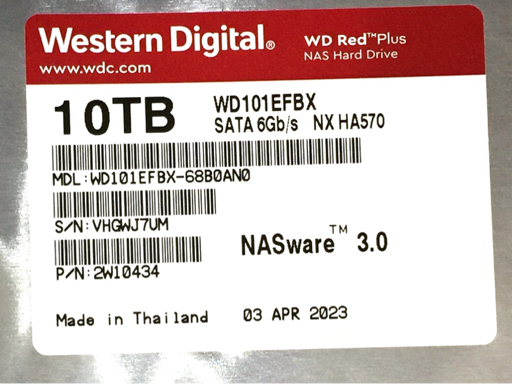 Western Digital® WD Red™Plus
www.wdc.com NAS Hard Drive
10TB WD101EFBX
SATA 6Gb/s NX HA570
MDL: WD101EFBX-68B0AN0
S/N: VHGWJ7UM
NASware™ 3.0
P/N: 2W10434
Made in Thailand 03 APR 2023